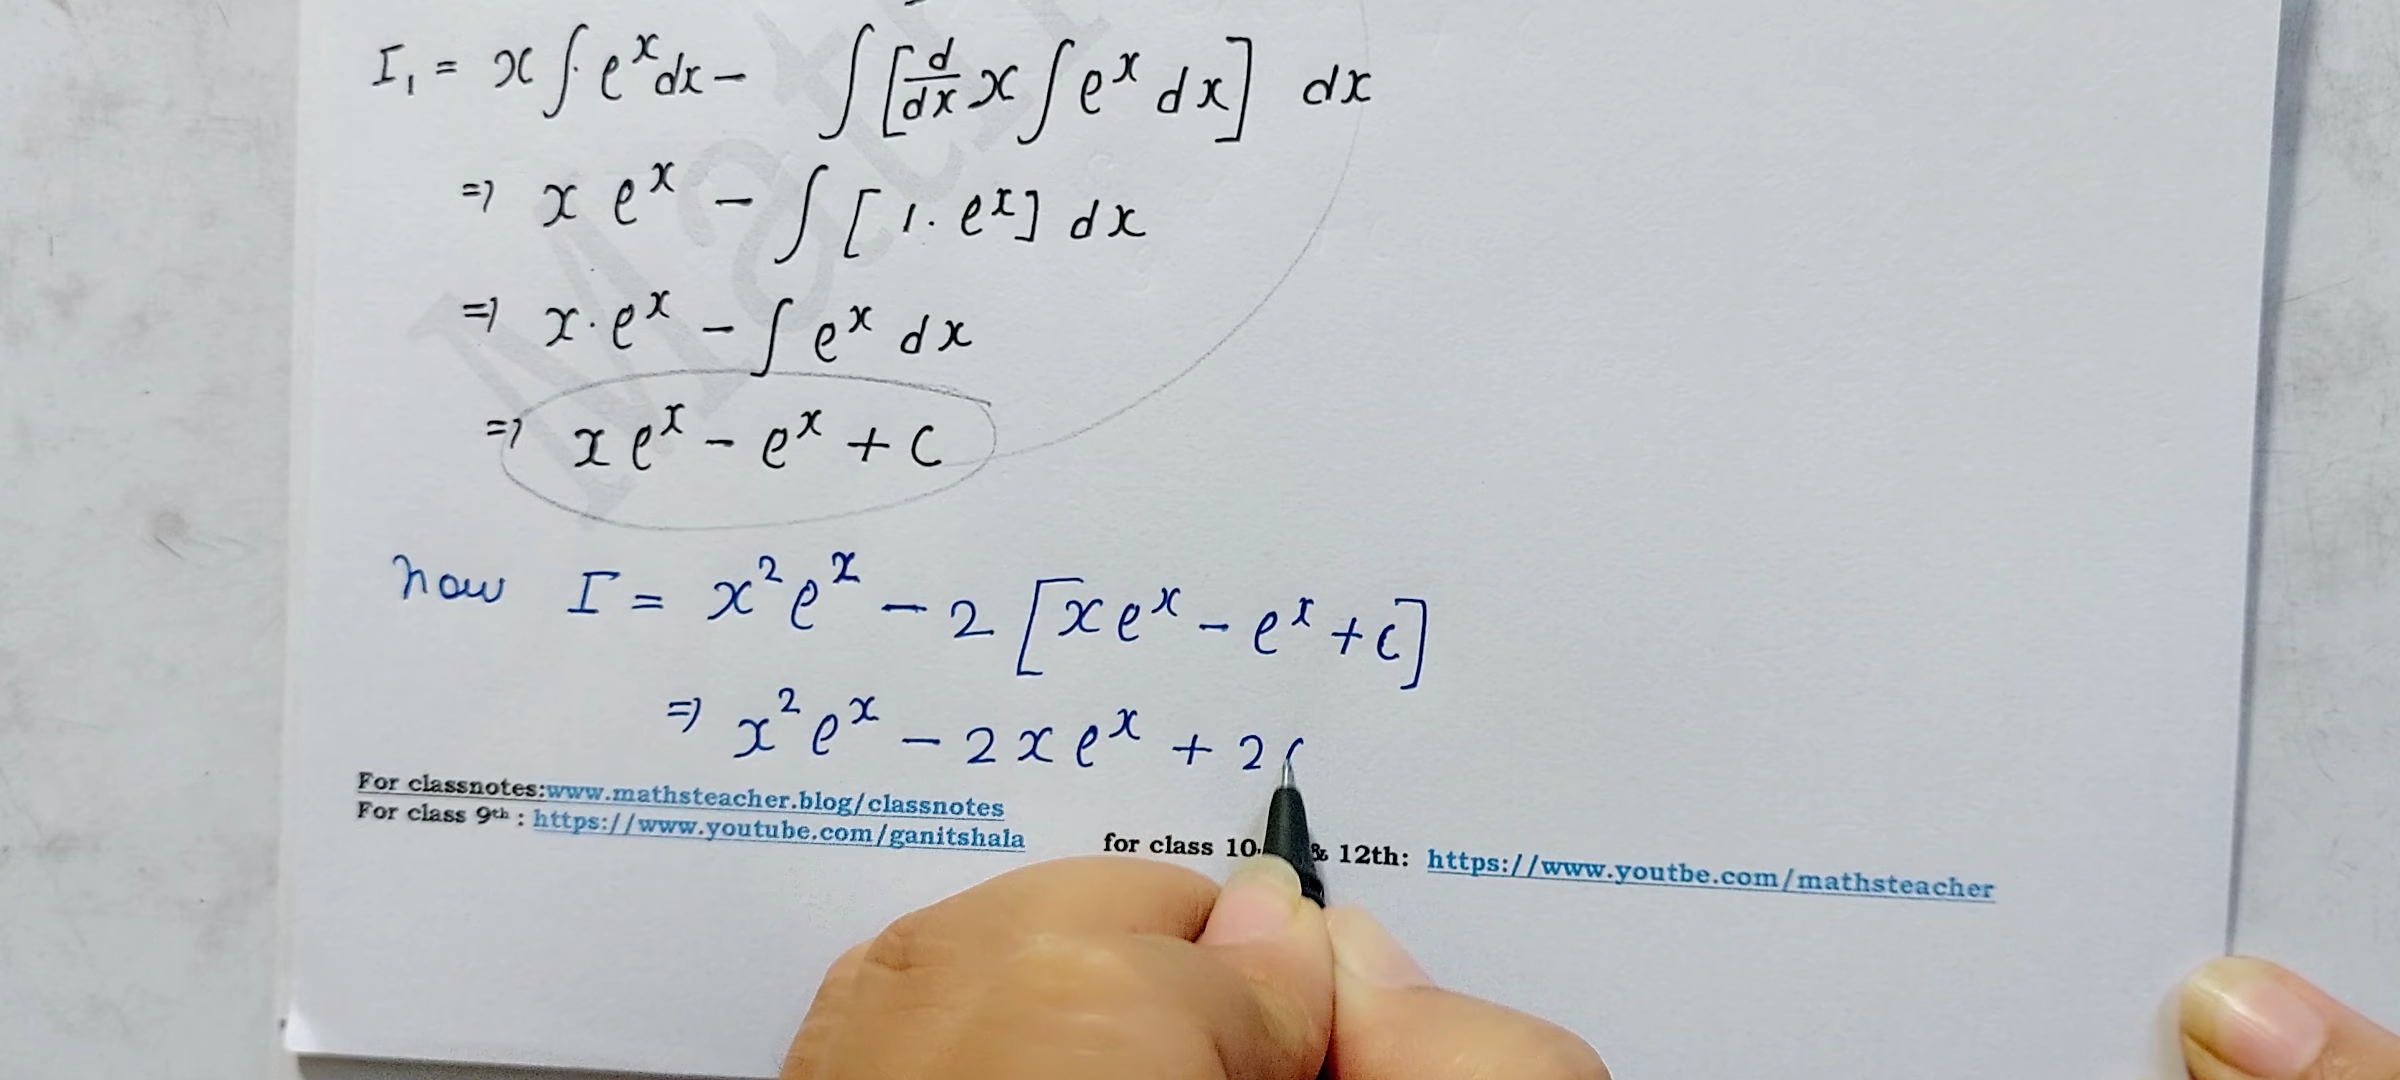 I₁ = x ∫ eˣ dx - ∫ [d/dx x ∫ eˣ dx] dx
⇒ x eˣ - ∫ [1. eˣ] dx
⇒ x. eˣ - ∫ eˣ dx
⇒ x eˣ - eˣ + c
now I = x² eˣ - 2 [x eˣ - eˣ + c]
⇒ x² eˣ - 2 x eˣ + 2
For classnotes:www.mathsteacher.blog/classnotes
For class 9th : https://www.youtube.com/ganitshala
for class 10 & 12th: https://www.youtbe.com/mathsteacher